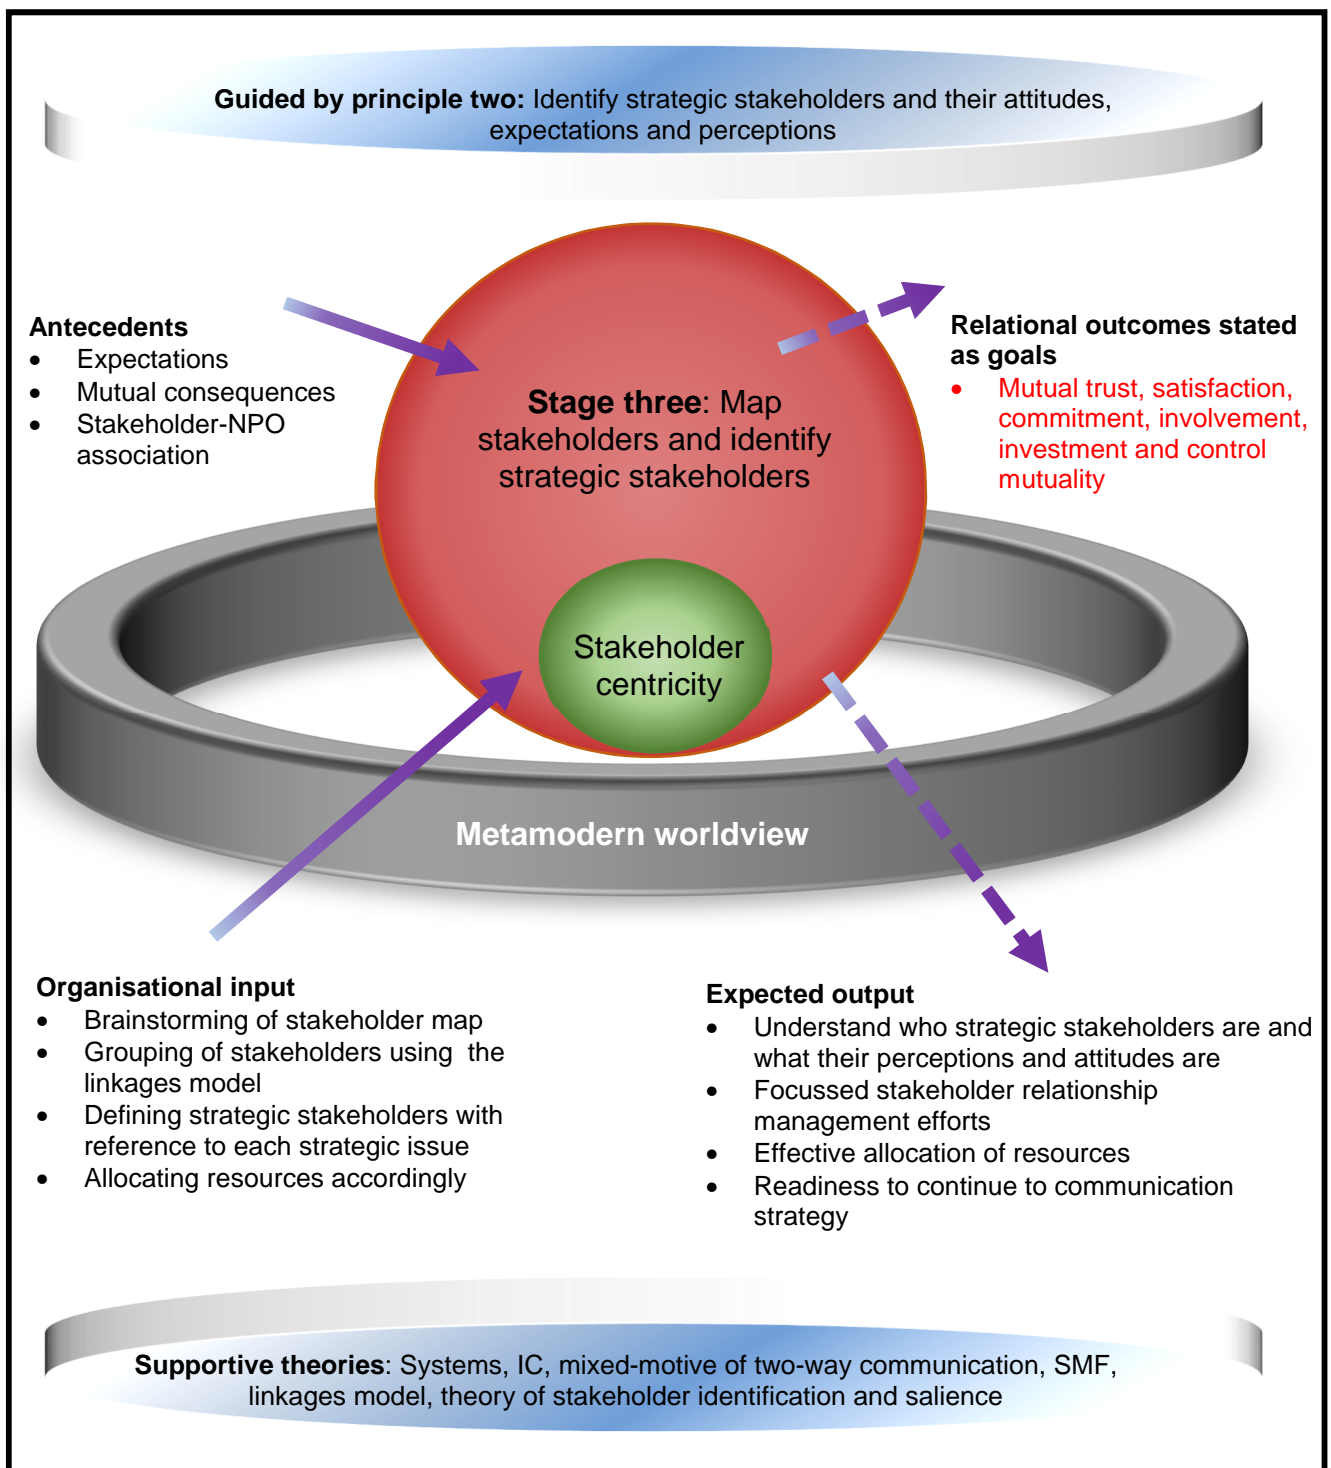 Guided by principle two: Identify strategic stakeholders and their attitudes,
expectations and perceptions
Antecedents
• Expectations
• Mutual consequences
• Stakeholder-NPO
association
Relational outcomes stated
as goals
• Mutual trust, satisfaction,
commitment, involvement,
investment and control
mutuality
Stage three: Map
stakeholders and identify
strategic stakeholders
Stakeholder
centricity
Metamodern worldview
Organisational input
• Brainstorming of stakeholder map
• Grouping of stakeholders using the
linkages model
• Defining strategic stakeholders with
reference to each strategic issue
• Allocating resources accordingly
Expected output
• Understand who strategic stakeholders are and
what their perceptions and attitudes are
• Focussed stakeholder relationship
management efforts
• Effective allocation of resources
• Readiness to continue to communication
strategy
Supportive theories: Systems, IC, mixed-motive of two-way communication, SMF,
linkages model, theory of stakeholder identification and salience